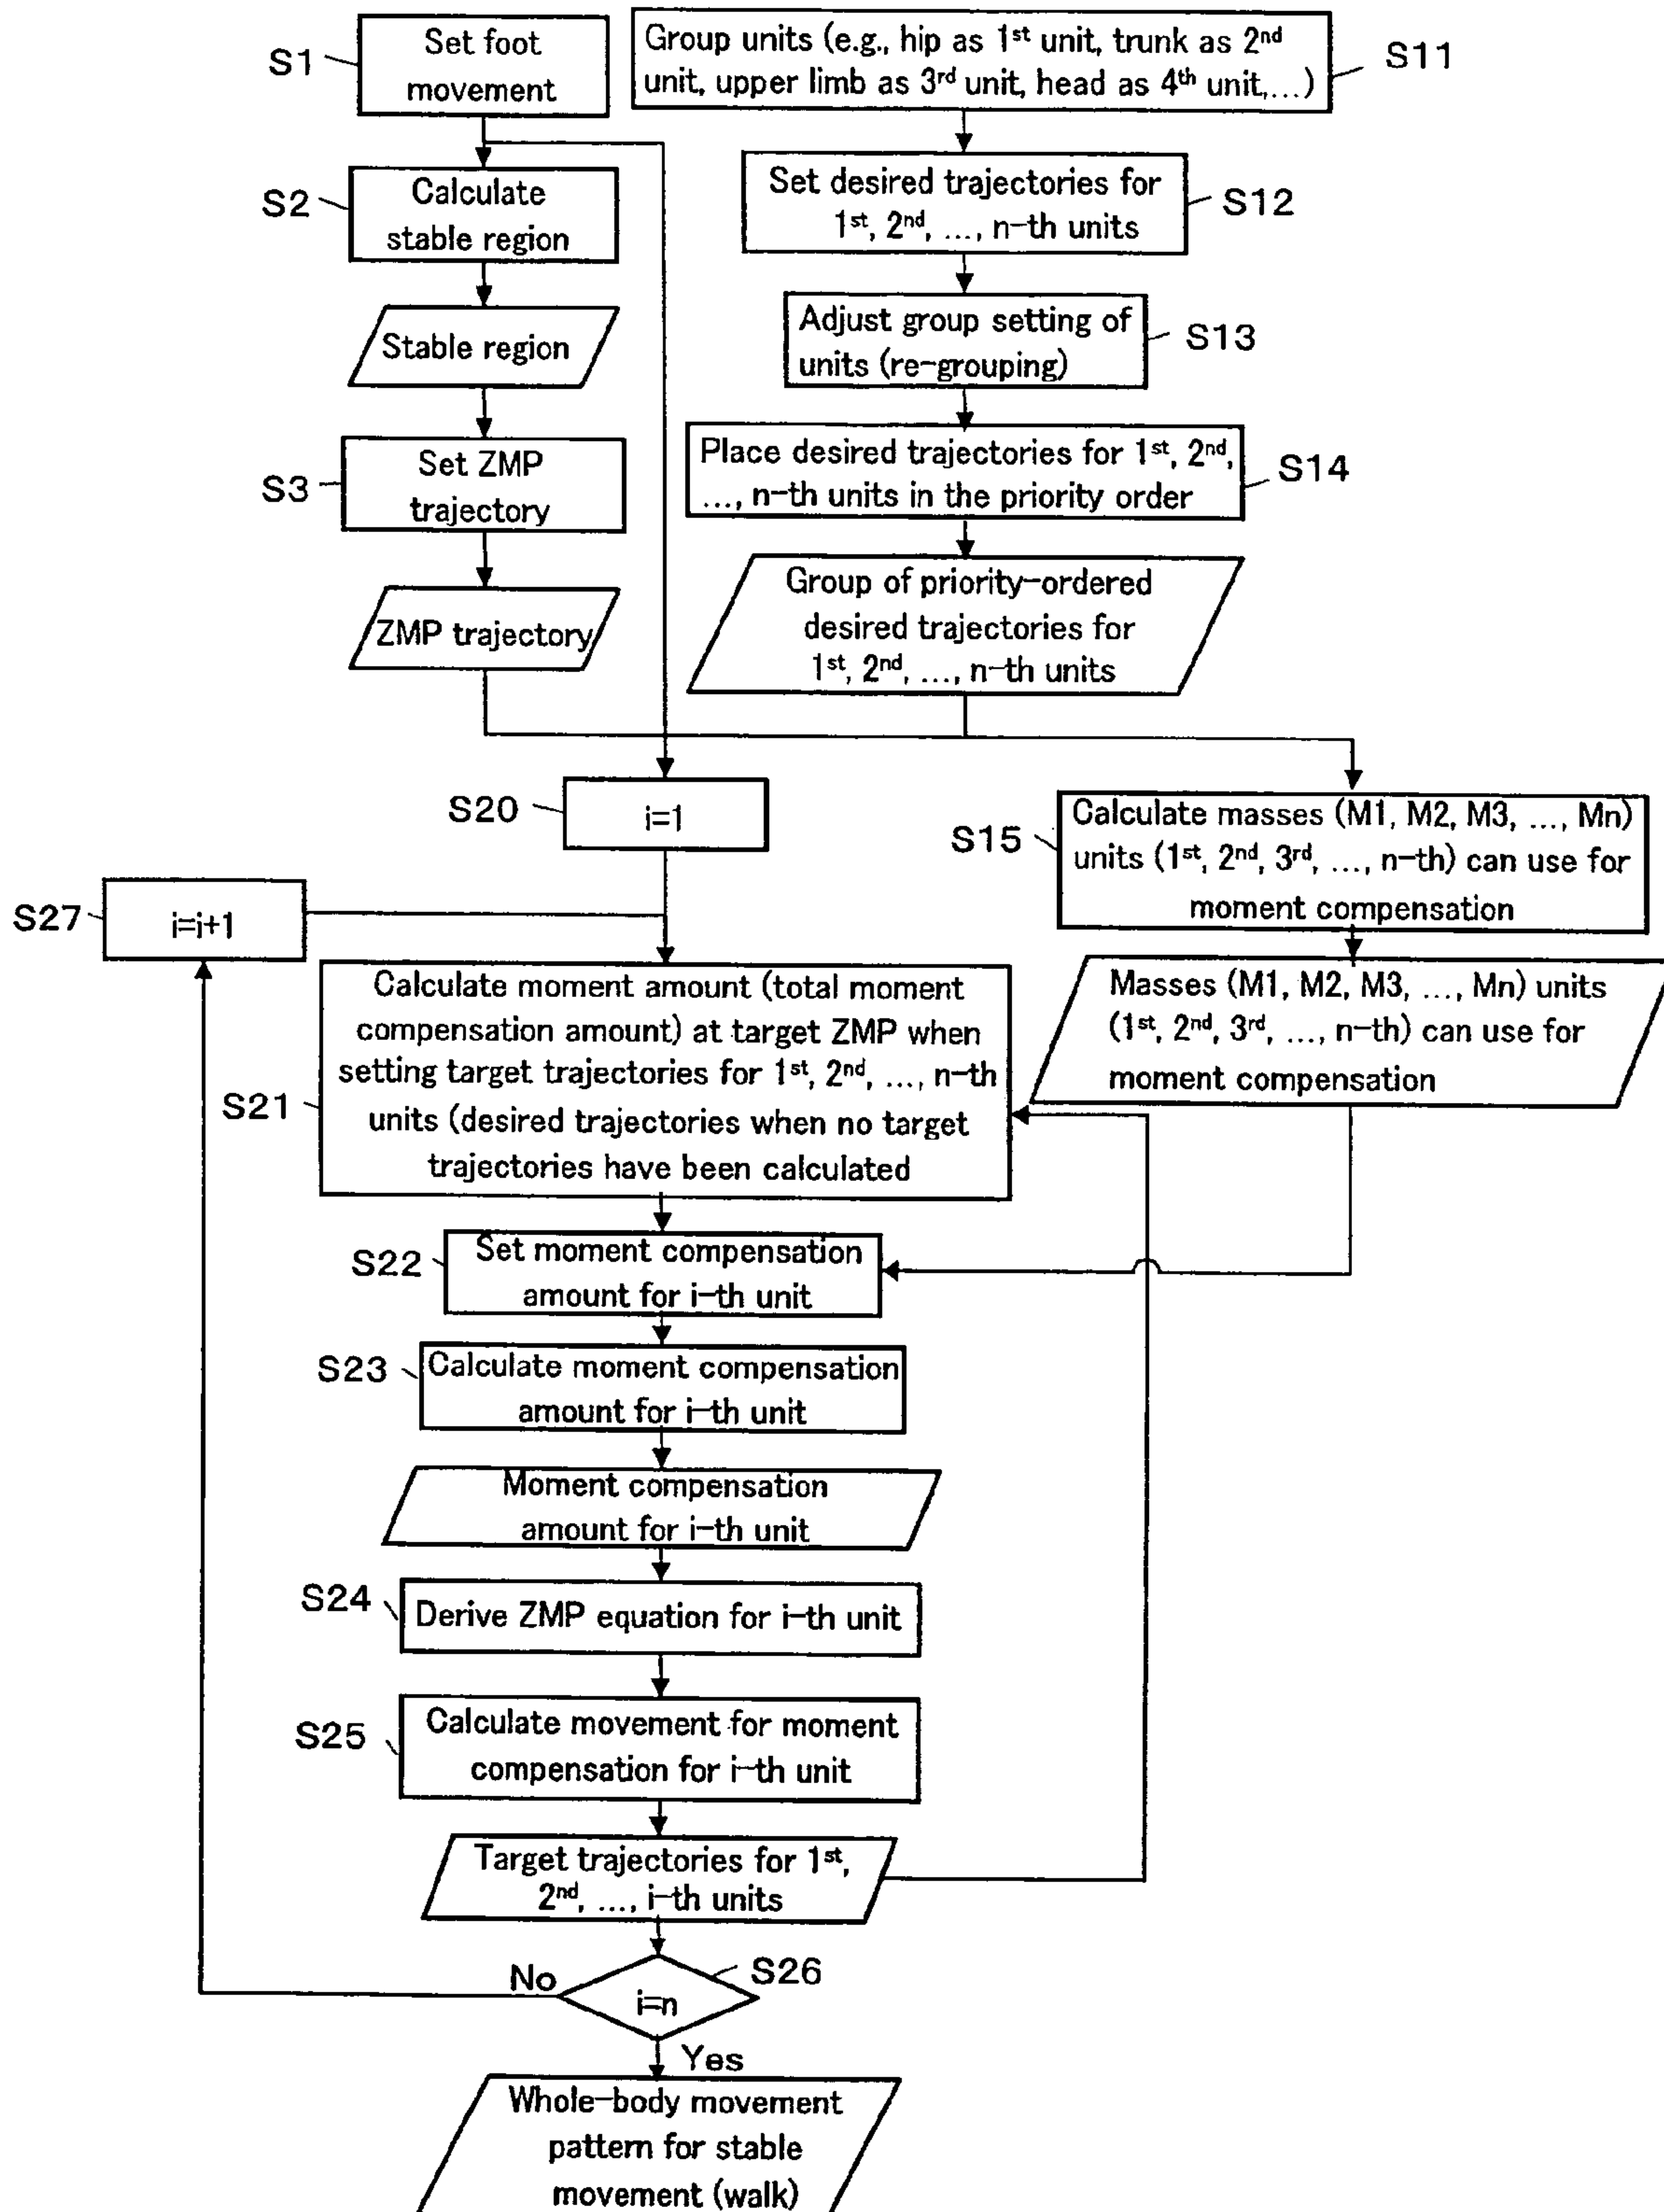 S1
Set foot
movement
Group units (e.g., hip as 1st unit, trunk as 2nd
unit, upper limb as 3rd unit, head as 4th unit,...)
S11
S2
Calculate
stable region
Set desired trajectories for
1st, 2nd, ..., n-th units
S12
Stable region
Adjust group setting of
units (re-grouping)
S13
S3
Set ZMP
trajectory
Place desired trajectories for 1st, 2nd,
..., n-th units in the priority order
S14
ZMP trajectory
Group of priority-ordered
desired trajectories for
1st, 2nd, ..., n-th units
S20
i=1
S15
Calculate masses (M1, M2, M3, ..., Mn)
units (1st, 2nd, 3rd, ..., n-th) can use for
moment compensation
S27
i=i+1
Masses (M1, M2, M3, ..., Mn) units
(1st, 2nd, 3rd, ..., n-th) can use for
moment compensation
S21
Calculate moment amount (total moment
compensation amount) at target ZMP when
setting target trajectories for 1st, 2nd, ..., n-th
units (desired trajectories when no target
trajectories have been calculated
S22
Set moment compensation
amount for i-th unit
S23
Calculate moment compensation
amount for i-th unit
Moment compensation
amount for i-th unit
S24
Derive ZMP equation for i-th unit
S25
Calculate movement for moment
compensation for i-th unit
Target trajectories for 1st,
2nd, ..., i-th units
No
S26
i=n
Yes
Whole-body movement
pattern for stable
movement (walk)